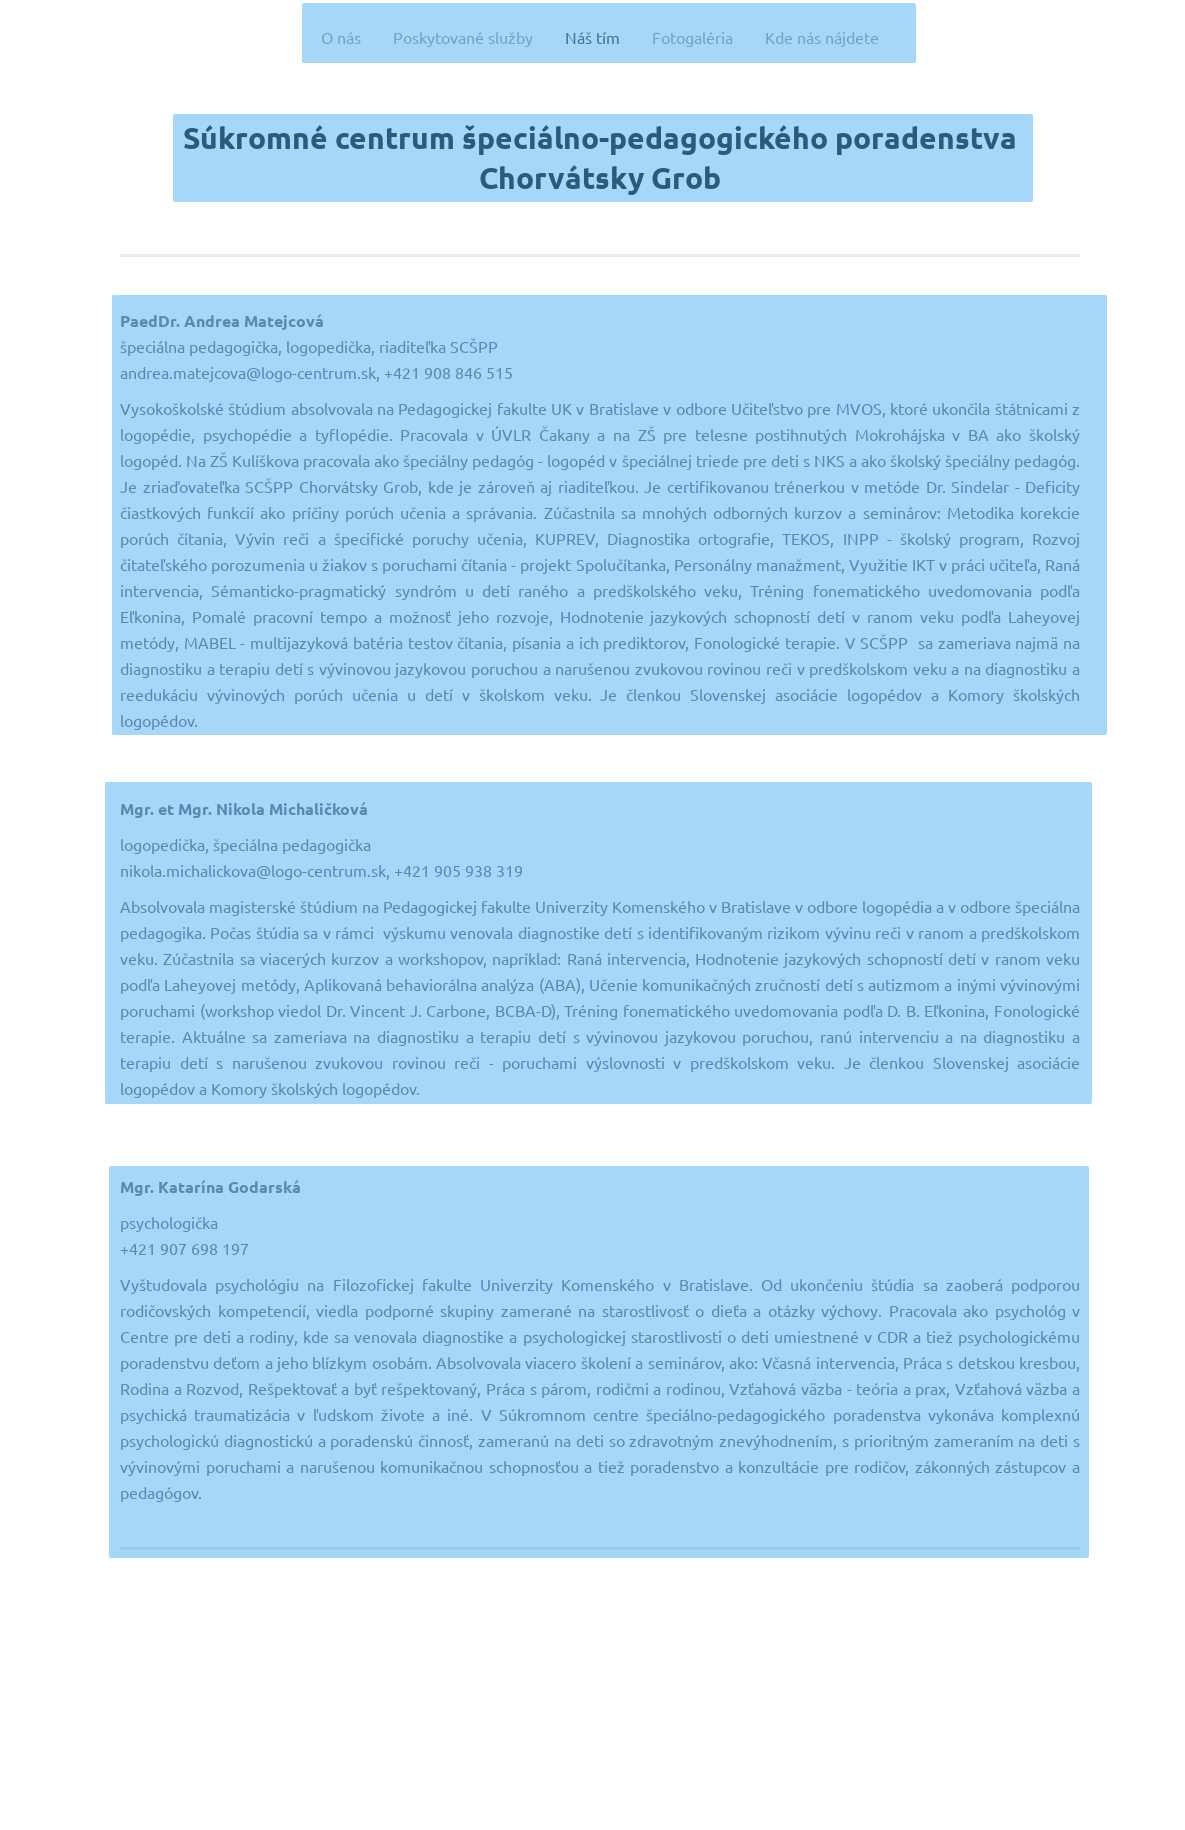 O nás Poskytované služby Náš tím Fotogaléria Kde nás nájdete
Súkromné centrum špeciálno-pedagogického poradenstva
Chorvátsky Grob
PaedDr. Andrea Matejcová
špeciálna pedagogička, logopedička, riaditeľka SCŠPP
andrea.matejcova@logo-centrum.sk, +421 908 846 515
Vysokoškolské štúdium absolvovala na Pedagogickej fakulte UK v Bratislave v odbore Učiteľstvo pre MVOS, ktoré ukončila štátnicami z
logopédie, psychopédie a tyflopédie. Pracovala v ÚVLR Čakany a na ZŠ pre telesne postihnutých Mokrohájska v BA ako školský
logopéd. Na ZŠ Kulíškova pracovala ako špeciálny pedagóg - logopéd v špeciálnej triede pre deti s NKS a ako školský špeciálny pedagóg.
Je zriaďovateľka SCŠPP Chorvátsky Grob, kde je zároveň aj riaditeľkou. Je certifikovanou trénerkou v metóde Dr. Sindelar - Deficity
čiastkových funkcií ako príčiny porúch učenia a správania. Zúčastnila sa mnohých odborných kurzov a seminárov: Metodika korekcie
porúch čítania, Vývin reči a špecifické poruchy učenia, KUPREV, Diagnostika ortografie, TEKOS, INPP - školský program, Rozvoj
čitateľského porozumenia u žiakov s poruchami čítania - projekt Spolučítanka, Personálny manažment, Využitie IKT v práci učiteľa, Raná
intervencia, Sémanticko-pragmatický syndróm u detí raného a predškolského veku, Tréning fonematického uvedomovania podľa
Eľkonina, Pomalé pracovní tempo a možnosť jeho rozvoje, Hodnotenie jazykových schopností detí v ranom veku podľa Laheyovej
metódy, MABEL - multijazyková batéria testov čítania, písania a ich prediktorov, Fonologické terapie. V SCŠPP  sa zameriava najmä na
diagnostiku a terapiu detí s vývinovou jazykovou poruchou a narušenou zvukovou rovinou reči v predškolskom veku a na diagnostiku a
reedukáciu vývinových porúch učenia u detí v školskom veku. Je členkou Slovenskej asociácie logopédov a Komory školských
logopédov.
Mgr. et Mgr. Nikola Michaličková
logopedička, špeciálna pedagogička
nikola.michalickova@logo-centrum.sk, +421 905 938 319
Absolvovala magisterské štúdium na Pedagogickej fakulte Univerzity Komenského v Bratislave v odbore logopédia a v odbore špeciálna
pedagogika. Počas štúdia sa v rámci  výskumu venovala diagnostike detí s identifikovaným rizikom vývinu reči v ranom a predškolskom
veku. Zúčastnila sa viacerých kurzov a workshopov, napríklad: Raná intervencia, Hodnotenie jazykových schopností detí v ranom veku
podľa Laheyovej metódy, Aplikovaná behaviorálna analýza (ABA), Učenie komunikačných zručností detí s autizmom a inými vývinovými
poruchami (workshop viedol Dr. Vincent J. Carbone, BCBA-D), Tréning fonematického uvedomovania podľa D. B. Eľkonina, Fonologické
terapie. Aktuálne sa zameriava na diagnostiku a terapiu detí s vývinovou jazykovou poruchou, ranú intervenciu a na diagnostiku a
terapiu detí s narušenou zvukovou rovinou reči - poruchami výslovnosti v predškolskom veku. Je členkou Slovenskej asociácie
logopédov a Komory školských logopédov.
Mgr. Katarína Godarská
psychologička
+421 907 698 197
Vyštudovala psychológiu na Filozofickej fakulte Univerzity Komenského v Bratislave. Od ukončeniu štúdia sa zaoberá podporou
rodičovských kompetencií, viedla podporné skupiny zamerané na starostlivosť o dieťa a otázky výchovy. Pracovala ako psychológ v
Centre pre deti a rodiny, kde sa venovala diagnostike a psychologickej starostlivosti o deti umiestnené v CDR a tiež psychologickému
poradenstvu deťom a jeho blízkym osobám. Absolvovala viacero školení a seminárov, ako: Včasná intervencia, Práca s detskou kresbou,
Rodina a Rozvod, Rešpektovať a byť rešpektovaný, Práca s párom, rodičmi a rodinou, Vzťahová väzba - teória a prax, Vzťahová väzba a
psychická traumatizácia v ľudskom živote a iné. V Súkromnom centre špeciálno-pedagogického poradenstva vykonáva komplexnú
psychologickú diagnostickú a poradenskú činnosť, zameranú na deti so zdravotným znevýhodnením, s prioritným zameraním na deti s
vývinovými poruchami a narušenou komunikačnou schopnosťou a tiež poradenstvo a konzultácie pre rodičov, zákonných zástupcov a
pedagógov.